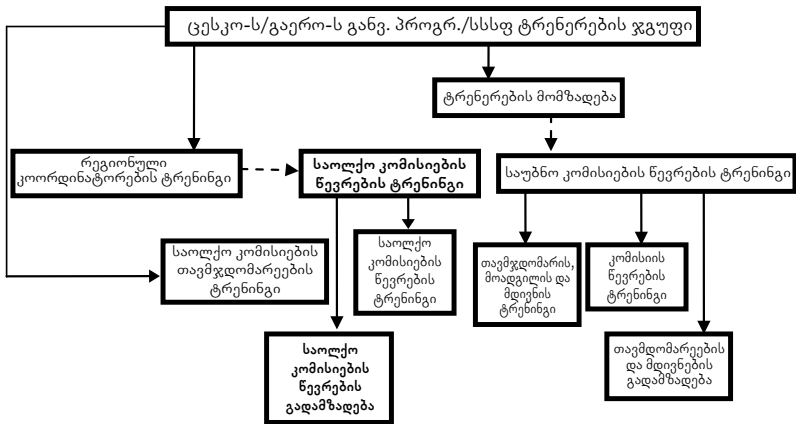 ცესკო-ს/გაერო-ს განვ. პროგრ./სსსფ ტრენერების ჯგუფი
ტრენერების მომზადება
რეგიონული
კოორდინატორების ტრენინგი
საოლქო კომისიების
წევრების ტრენინგი
საუბნო კომისიების წევრების ტრენინგი
საოლქო კომისიების
თავმჯდომარეების
ტრენინგი
საოლქო
კომისიების
წევრების
ტრენინგი
თავმჯდომარის,
მოადგილის და
მდივნის
ტრენინგი
კომისიის
წევრების
ტრენინგი
საოლქო
კომისიების
წევრების
გადამზადება
თავმდომარეების
და მდივნების
გადამზადება